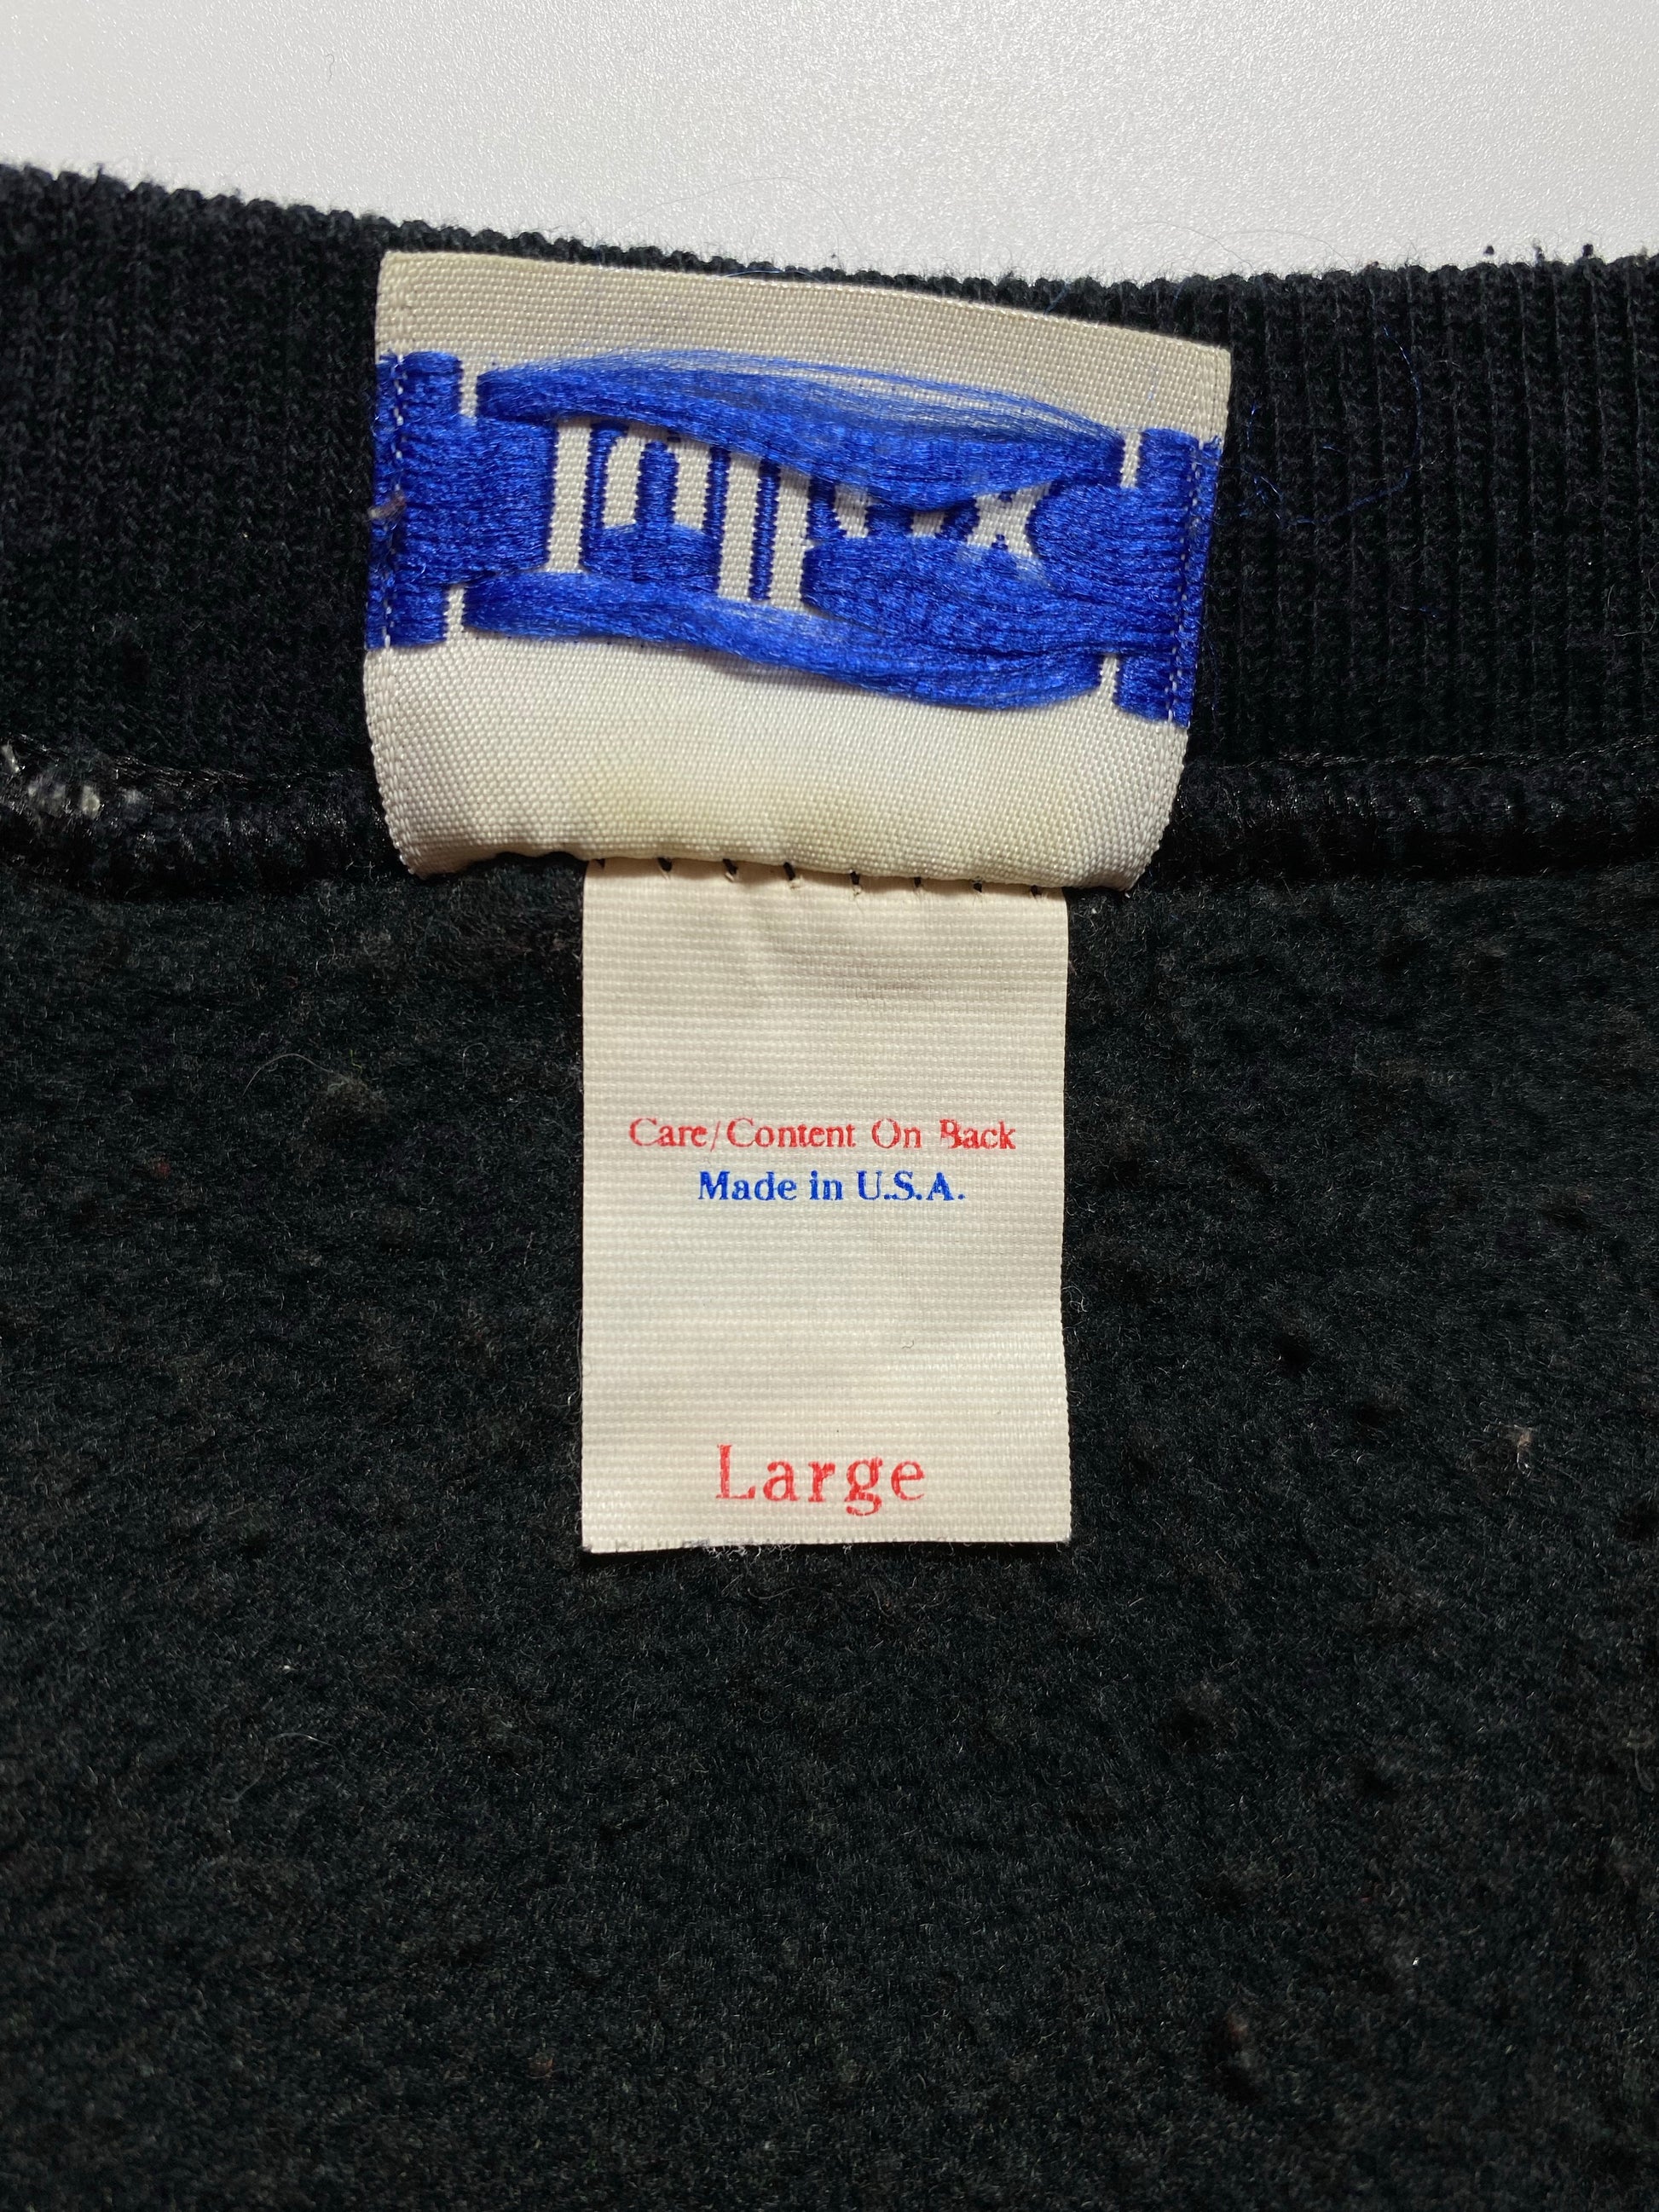 Care/Content On Back
Made in U.S.A.
Large